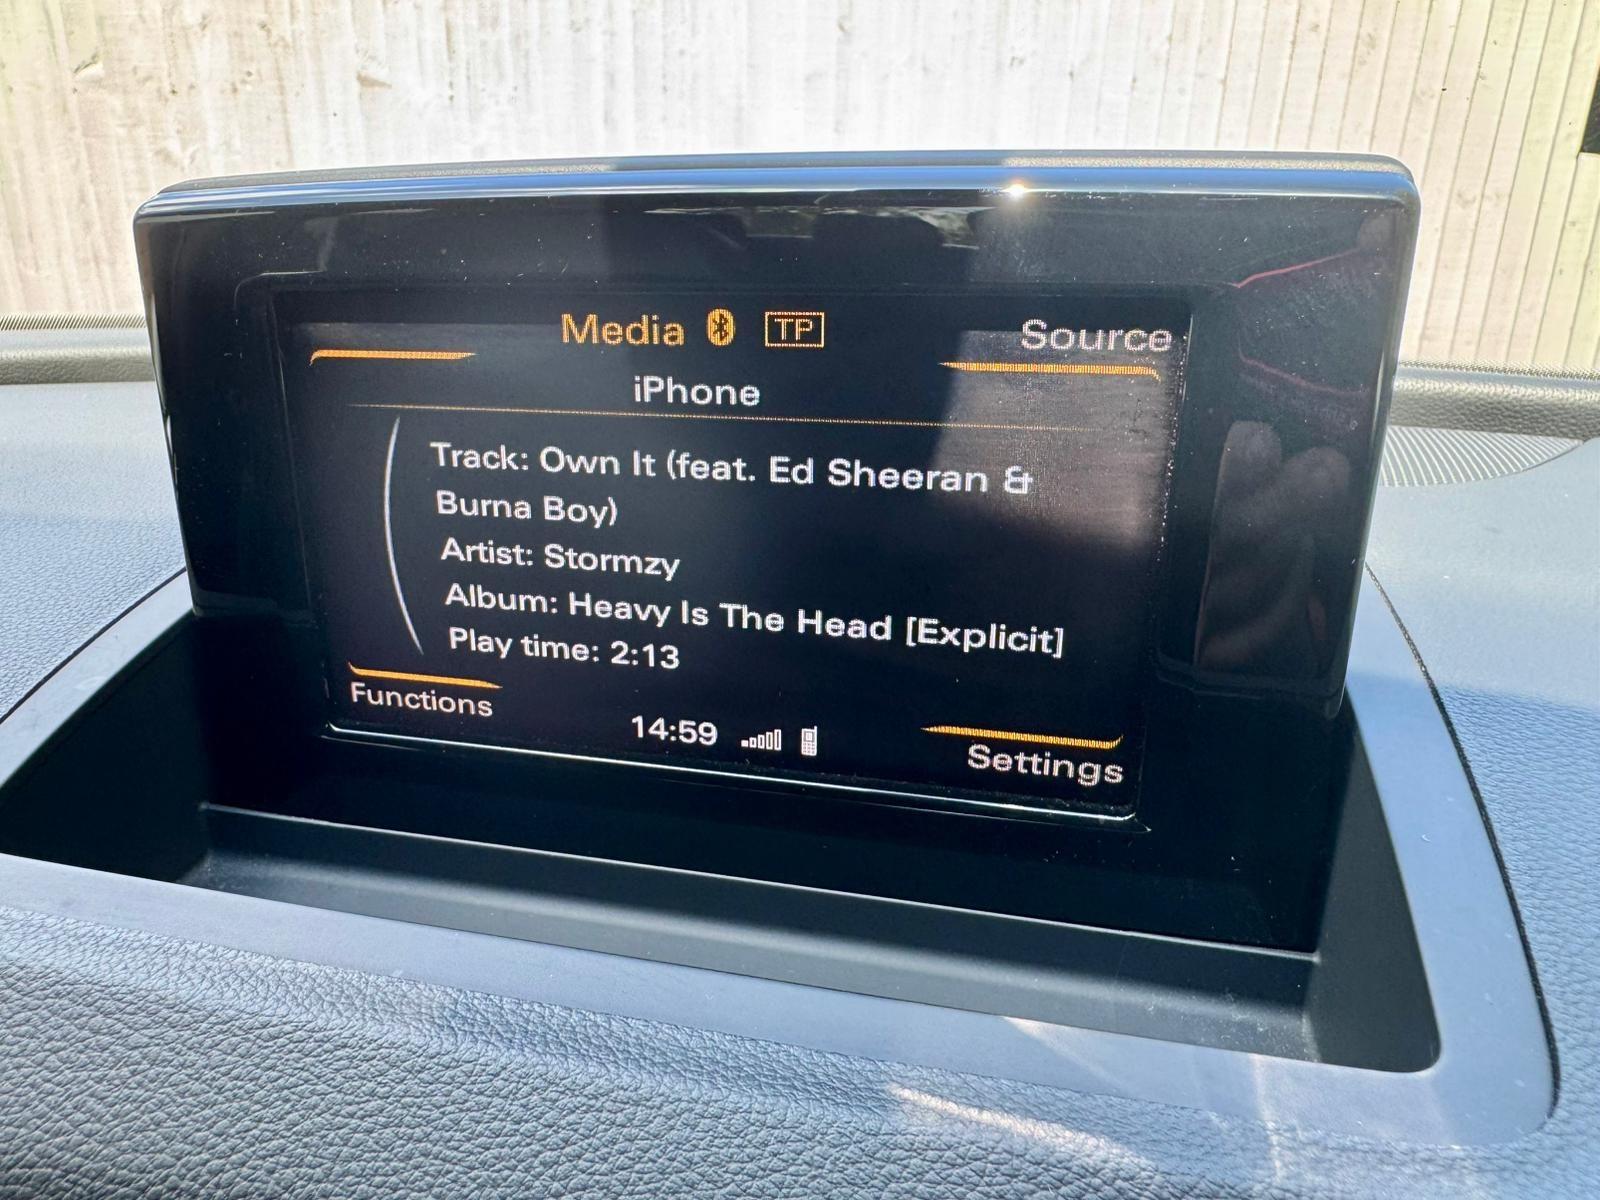 Media TP
Source
iPhone
Track: Own It (feat. Ed Sheeran &
Burna Boy)
Artist: Stormzy
Album: Heavy Is The Head [Explicit]
Play time: 2:13
Functions
14:59
Settings